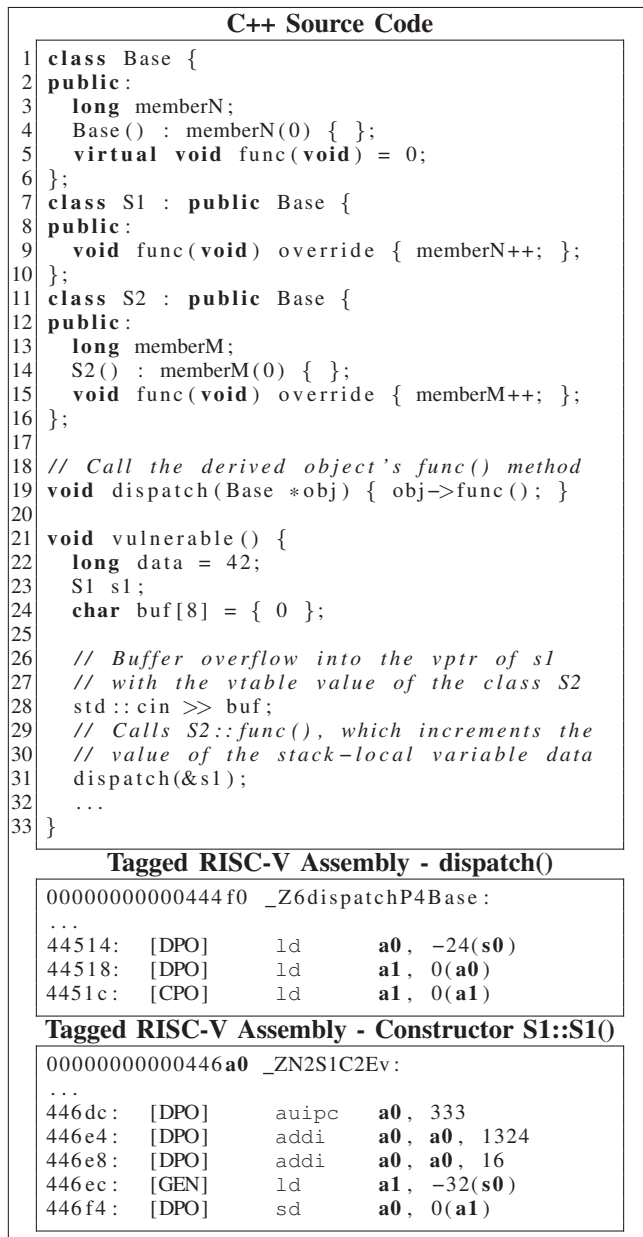 C++ Source Code
1 class Base {
2 public:
3   long memberN;
4   Base() : memberN(0) { };
5   virtual void func(void) = 0;
6 };
7 class S1 : public Base {
8 public:
9   void func(void) override { memberN++; };
10 };
11 class S2 : public Base {
12 public:
13   long memberM;
14   S2() : memberM(0) { };
15   void func(void) override { memberM++; };
16 };
17
18 // Call the derived object's func() method
19 void dispatch(Base *obj) { obj->func(); }
20
21 void vulnerable() {
22   long data = 42;
23   S1 s1;
24   char buf[8] = { 0 };
25
26   // Buffer overflow into the vptr of s1
27   // with the vtable value of the class S2
28   std::cin >> buf;
29   // Calls S2::func(), which increments the
30   // value of the stack-local variable data
31   dispatch(&s1);
32   ...
33 }
Tagged RISC-V Assembly - dispatch()
00000000000444f0 _Z6dispatchP4Base:
...
44514: [DPO] ld a0, -24(s0)
44518: [DPO] ld a1, 0(a0)
4451c: [CPO] ld a1, 0(a1)
Tagged RISC-V Assembly - Constructor S1::S1()
00000000000446a0 _ZN2S1C2Ev:
...
446dc: [DPO] auipc a0, 333
446e4: [DPO] addi a0, a0, 1324
446e8: [DPO] addi a0, a0, 16
446ec: [GEN] ld a1, -32(s0)
446f4: [DPO] sd a0, 0(a1)